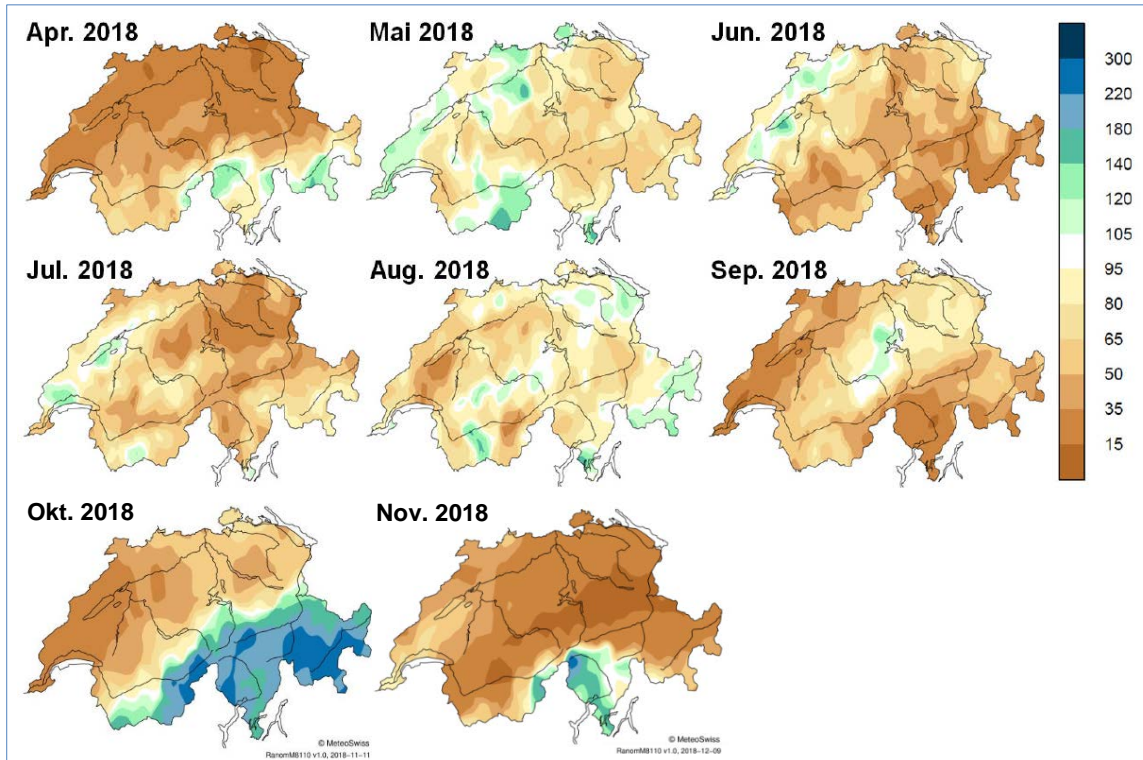 Apr. 2018
Mai 2018
Jun. 2018
300
220
180
140
120
105
95
80
65
50
35
15
Jul. 2018
Aug. 2018
Sep. 2018
Okt. 2018
Nov. 2018
© MeteoSwiss
RanomM8110 v1.0, 2018-11-11
© MeteoSwiss
RanomM8110 v1.0, 2018-12-09